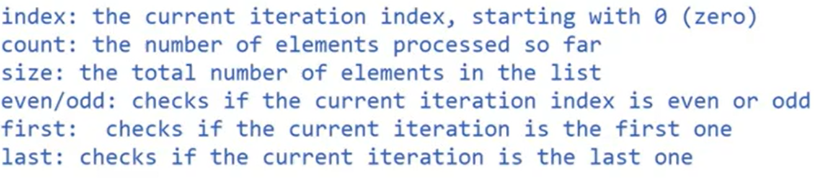 index: the current iteration index, starting with 0 (zero)
count: the number of elements processed so far
size: the total number of elements in the list
even/odd: checks if the current iteration index is even or odd
first:  checks if the current iteration is the first one
last: checks if the current iteration is the last one